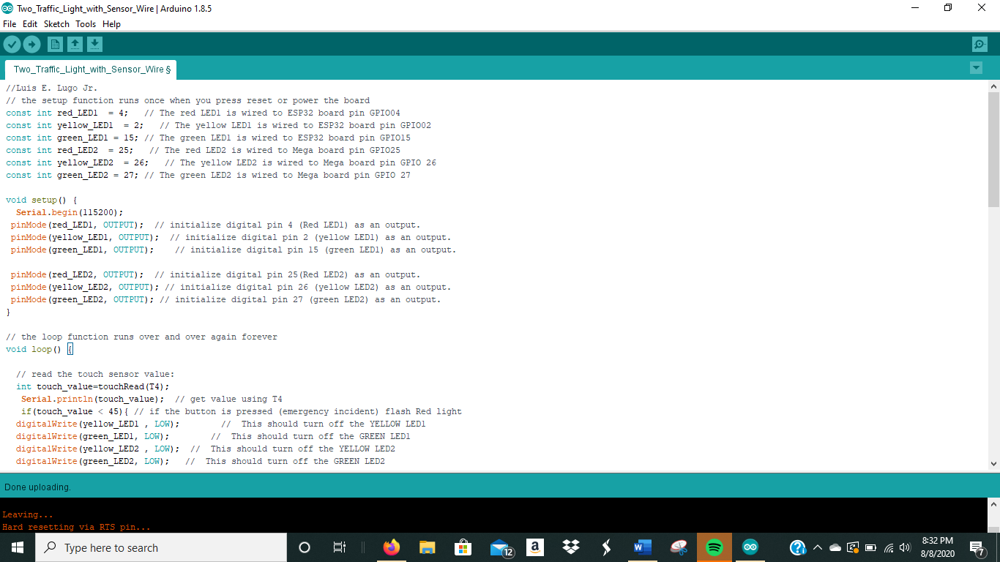 Two_Traffic_Light_with_Sensor_Wire | Arduino 1.8.5
File Edit Sketch Tools Help
Two_Traffic_Light_with_Sensor_Wire §
//Luis E. Lugo Jr.
// the setup function runs once when you press reset or power the board
const int red_LED1  = 4;   // The red LED1 is wired to ESP32 board pin GPIO04
const int yellow_LED1  = 2;   // The yellow LED1 is wired to ESP32 board pin GPIO02
const int green_LED1 = 15; // The green LED1 is wired to ESP32 board pin GPIO15
const int red_LED2  = 25;   // The red LED2 is wired to Mega board pin GPIO25
const int yellow_LED2  = 26;   // The yellow LED2 is wired to Mega board pin GPIO 26
const int green_LED2 = 27; // The green LED2 is wired to Mega board pin GPIO 27
void setup() {
  Serial.begin(115200);
 pinMode(red_LED1, OUTPUT);  // initialize digital pin 4 (Red LED1) as an output.
 pinMode(yellow_LED1, OUTPUT);  // initialize digital pin 2 (yellow LED1) as an output.
 pinMode(green_LED1, OUTPUT);    // initialize digital pin 15 (green LED1) as an output.
 pinMode(red_LED2, OUTPUT);  // initialize digital pin 25(Red LED2) as an output.
 pinMode(yellow_LED2, OUTPUT); // initialize digital pin 26 (yellow LED2) as an output.
 pinMode(green_LED2, OUTPUT); // initialize digital pin 27 (green LED2) as an output.
}
// the loop function runs over and over again forever
void loop() {
  // read the touch sensor value:
  int touch_value=touchRead(T4);
   Serial.println(touch_value);  // get value using T4
   if(touch_value < 45){ // if the button is pressed (emergency incident) flash Red light
  digitalWrite(yellow_LED1 , LOW);        //  This should turn off the YELLOW LED1
  digitalWrite(green_LED1, LOW);        //  This should turn off the GREEN LED1
  digitalWrite(yellow_LED2 , LOW);  //  This should turn off the YELLOW LED2
  digitalWrite(green_LED2, LOW);   //  This should turn off the GREEN LED2
Done uploading.
Leaving...
Hard resetting via RTS pin...
Type here to search
12
a
W
8:32 PM
8/8/2020
7